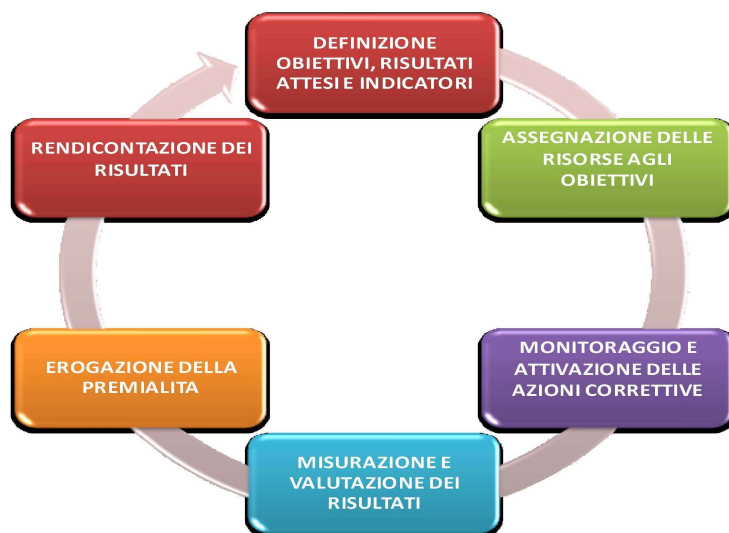 DEFINIZIONE
OBIETTIVI, RISULTATI
ATTESI E INDICATORI
ASSEGNAZIONE DELLE
RISORSE AGLI
OBIETTIVI
MONITORAGGIO E
ATTIVAZIONE DELLE
AZIONI CORRETTIVE
MISURAZIONE E
VALUTAZIONE DEI
RISULTATI
EROGAZIONE DELLA
PREMIALITA
RENDICONTAZIONE DEI
RISULTATI